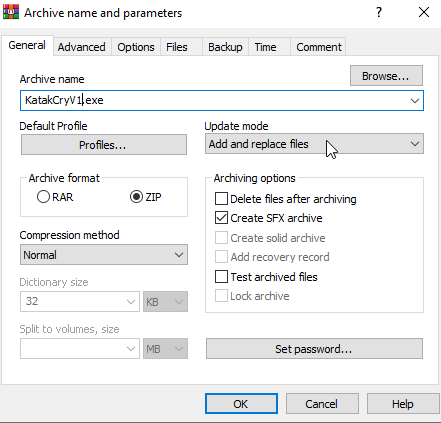 Archive name and parameters
?
General Advanced Options Files Backup Time Comment
Archive name
Browse...
KatakCryV1.exe
Default Profile
Update mode
Profiles...
Add and replace files
Archive format
RAR
ZIP
Archiving options
Delete files after archiving
Create SFX archive
Create solid archive
Add recovery record
Test archived files
Lock archive
Compression method
Normal
Dictionary size
32 KB
Split to volumes, size
MB
Set password...
OK Cancel Help